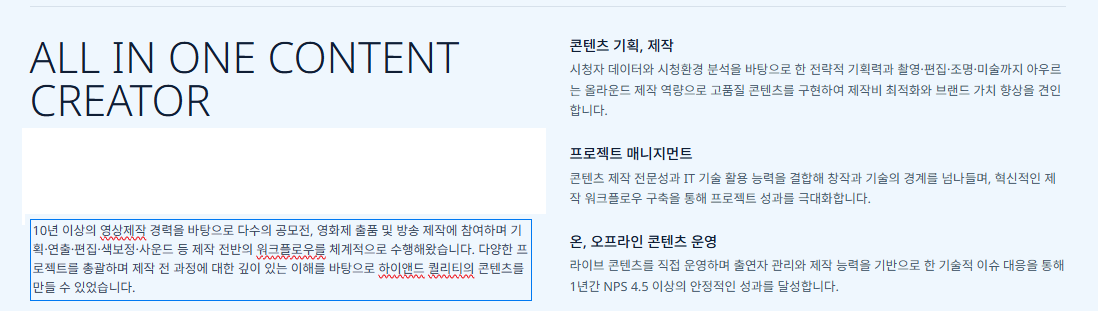 ALL IN ONE CONTENT
CREATOR
10년 이상의 영상제작 경력을 바탕으로 다수의 공모전, 영화제 출품 및 방송 제작에 참여하며 기
획·연출·편집·색보정·사운드 등 제작 전반의 워크플로우를 체계적으로 수행해왔습니다. 다양한 프
로젝트를 총괄하며 제작 전 과정에 대한 깊이 있는 이해를 바탕으로 하이앤드 퀄리티의 콘텐츠를
만들 수 있었습니다.
콘텐츠 기획, 제작
시청자 데이터와 시청환경 분석을 바탕으로 한 전략적 기획력과 촬영·편집·조명·미술까지 아우르
는 올라운드 제작 역량으로 고품질 콘텐츠를 구현하여 제작비 최적화와 브랜드 가치 향상을 견인
합니다.
프로젝트 매니지먼트
콘텐츠 제작 전문성과 IT 기술 활용 능력을 결합해 창작과 기술의 경계를 넘나들며, 혁신적인 제
작 워크플로우 구축을 통해 프로젝트 성과를 극대화합니다.
온, 오프라인 콘텐츠 운영
라이브 콘텐츠를 직접 운영하며 출연자 관리와 제작 능력을 기반으로 한 기술적 이슈 대응을 통해
1년간 NPS 4.5 이상의 안정적인 성과를 달성합니다.